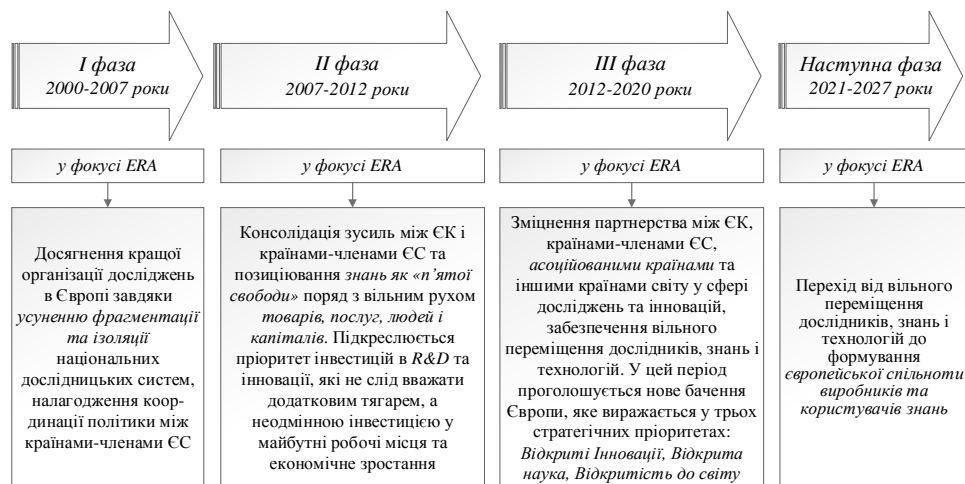 I фаза
2000-2007 роки
II фаза
2007-2012 роки
III фаза
2012-2020 роки
Наступна фаза
2021-2027 роки
у фокусі ERA
у фокусі ERA
у фокусі ERA
у фокусі ERA
Досягнення кращої
організації досліджень
в Європі завдяки
усуненню фрагментації
та ізоляції
національних
дослідницьких систем,
налагодження коор-
динації політики між
країнами-членами ЄС
Консолідація зусиль між ЄК і
країнами-членами ЄС та
позиціювання знань як «п’ятої
свободи» поряд з вільним рухом
товарів, послуг, людей і
капіталів. Підкреслюється
пріоритет інвестицій в R&D та
інновації, які не слід вважати
додатковим тягарем, а
неодмінною інвестицією у
майбутні робочі місця та
економічне зростання
Зміцнення партнерства між ЄК,
країнами-членами ЄС,
асоційованими країнами та
іншими країнами світу у сфері
досліджень та інновацій,
забезпечення вільного
переміщення дослідників, знань і
технологій. У цей період
проголошується нове бачення
Європи, яке виражається у трьох
стратегічних пріоритетах:
Відкриті Інновації, Відкрита
наука, Відкритість до світу
Перехід від вільного
переміщення
дослідників, знань і
технологій до
формування
європейської спільноти
виробників та
користувачів знань